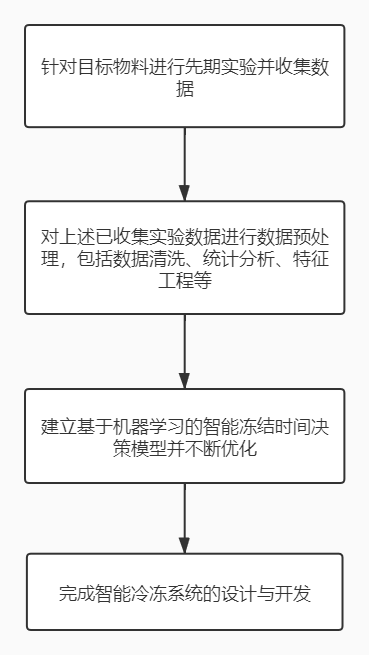 针对目标物料进行先期实验并收集数
据
对上述已收集实验数据进行数据预处
理，包括数据清洗、统计分析、特征
工程等
建立基于机器学习的智能冻结时间决
策模型并不断优化
完成智能冷冻系统的设计与开发